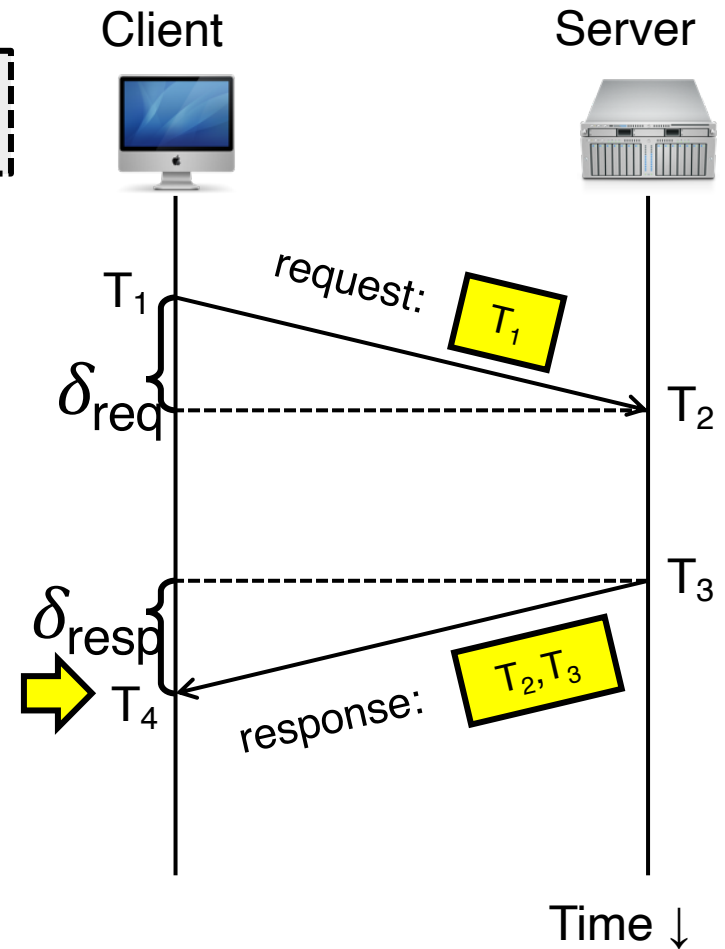 Client Server
request: T₁
T₁
δreq
T₂
T₃
δresp
T₂,T₃
T₄
response:
Time ↓